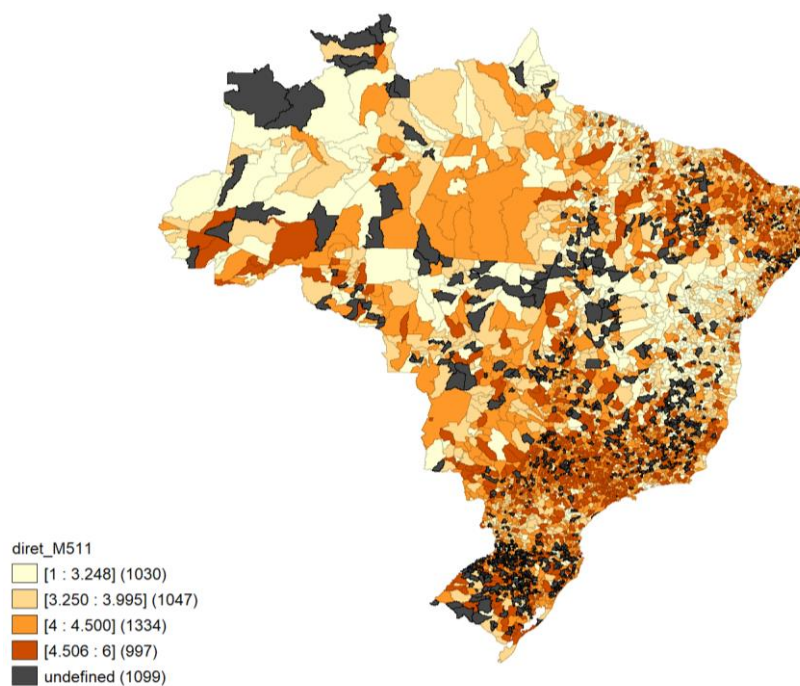 diret_M511
[1 : 3.248] (1030)
[3.250 : 3.995] (1047)
[4 : 4.500] (1334)
[4.506 : 6] (997)
undefined (1099)